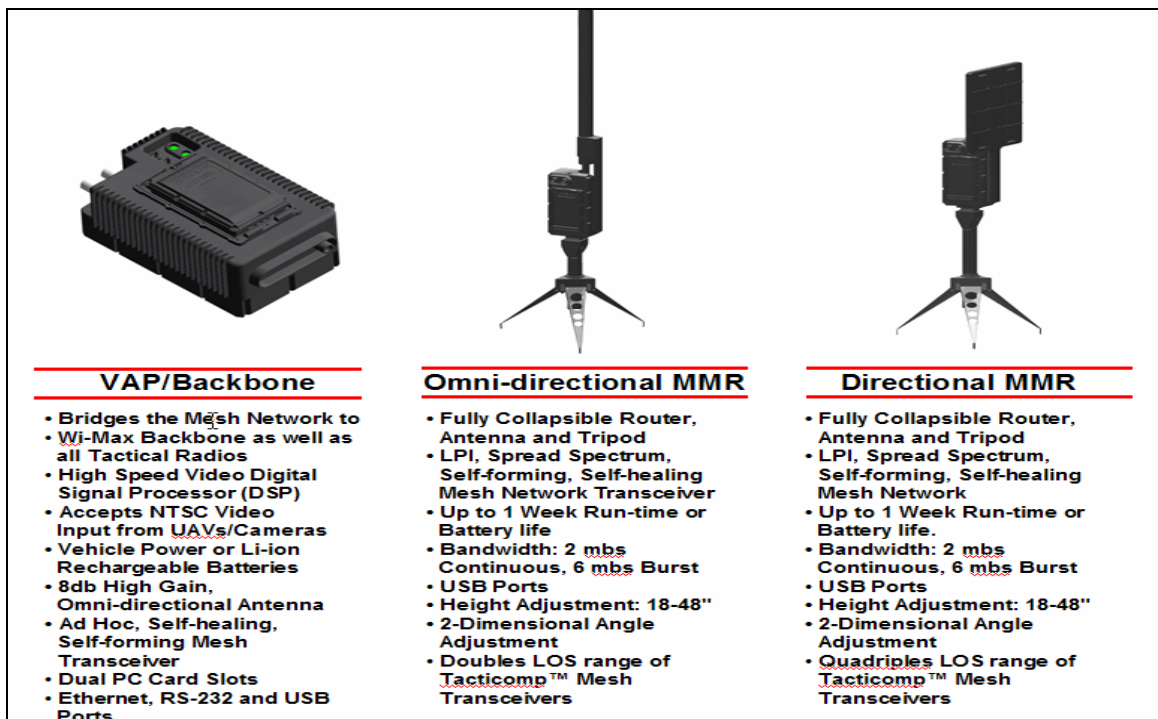 VAP/Backbone
• Bridges the Mesh Network to
• Wi-Max Backbone as well as
all Tactical Radios
• High Speed Video Digital
Signal Processor (DSP)
• Accepts NTSC Video
Input from UAVs/Cameras
• Vehicle Power or Li-ion
Rechargeable Batteries
• 8db High Gain,
Omni-directional Antenna
• Ad Hoc, Self-healing,
Self-forming Mesh
Transceiver
• Dual PC Card Slots
• Ethernet, RS-232 and USB
Ports
Omni-directional MMR
• Fully Collapsible Router,
Antenna and Tripod
• LPI, Spread Spectrum,
Self-forming, Self-healing
Mesh Network Transceiver
• Up to 1 Week Run-time or
Battery life
• Bandwidth: 2 mbs
Continuous, 6 mbs Burst
• USB Ports
• Height Adjustment: 18-48"
• 2-Dimensional Angle
Adjustment
• Doubles LOS range of
Tacticomp™ Mesh
Transceivers
Directional MMR
• Fully Collapsible Router,
Antenna and Tripod
• LPI, Spread Spectrum,
Self-forming, Self-healing
Mesh Network
• Up to 1 Week Run-time or
Battery life.
• Bandwidth: 2 mbs
Continuous, 6 mbs Burst
• USB Ports
• Height Adjustment: 18-48"
• 2-Dimensional Angle
Adjustment
• Quadriples LOS range of
Tacticomp™ Mesh
Transceivers